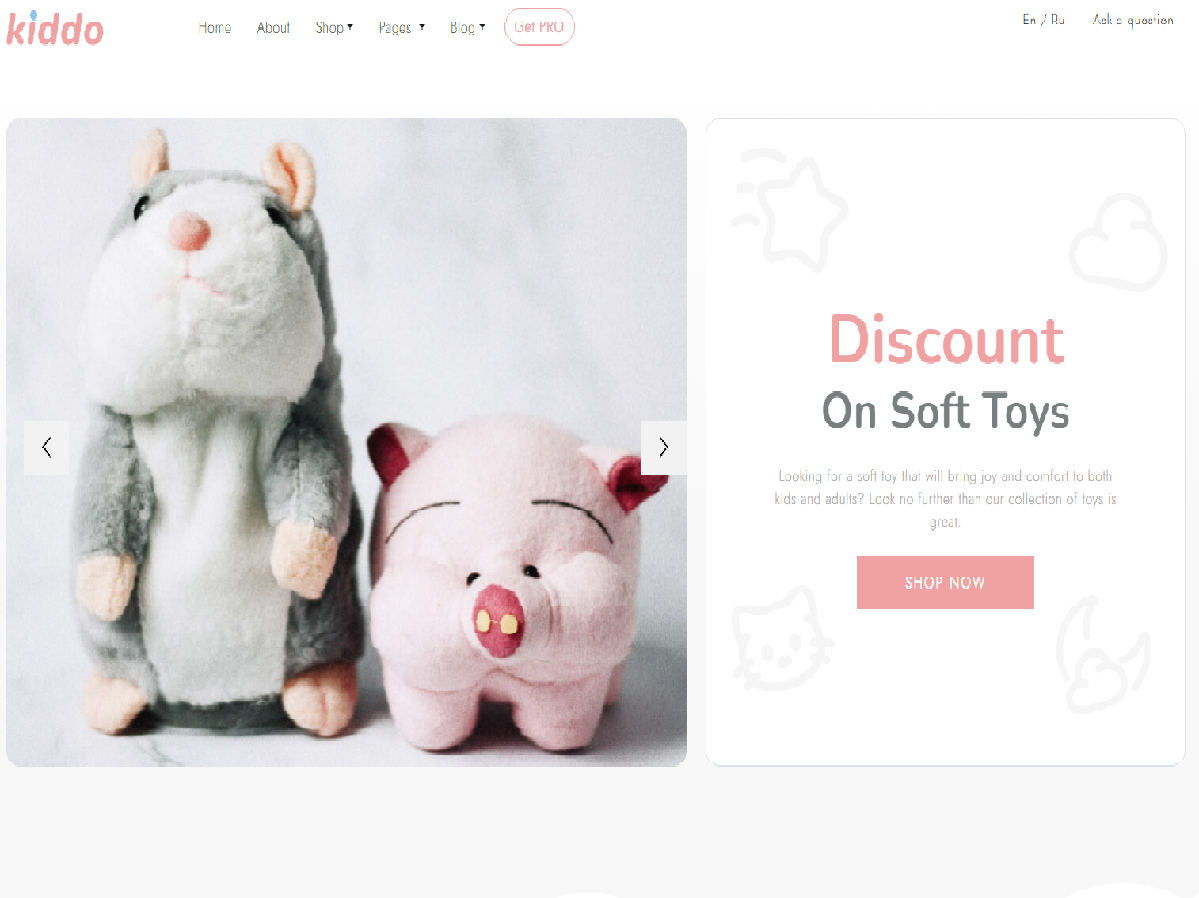 kiddo
Home About Shop Pages Blog Get PRO
En / Ru Ask a question
Discount
On Soft Toys
Looking for a soft toy that will bring joy and comfort to both
kids and adults? Look no further than our collection of toys is
great.
SHOP NOW